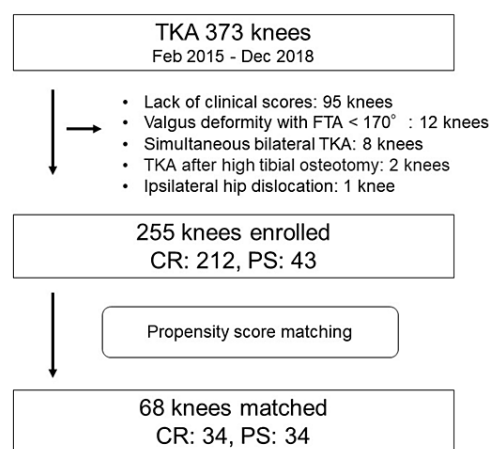 TKA 373 knees
Feb 2015 - Dec 2018
• Lack of clinical scores: 95 knees
• Valgus deformity with FTA < 170° : 12 knees
• Simultaneous bilateral TKA: 8 knees
• TKA after high tibial osteotomy: 2 knees
• Ipsilateral hip dislocation: 1 knee
255 knees enrolled
CR: 212, PS: 43
Propensity score matching
68 knees matched
CR: 34, PS: 34